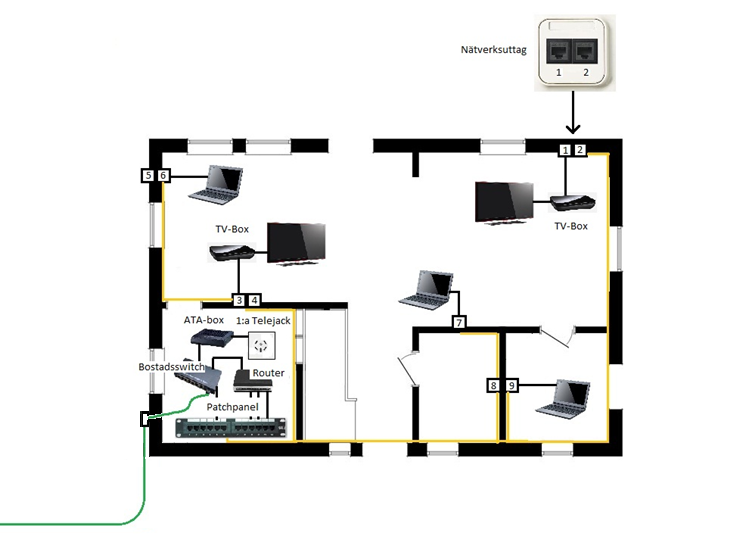 Nätverksuttag
1 2
1 2
5 6
TV-Box
TV-Box
3 4
ATA-box
1:a Telejack
7
Bostadsswitch
Router
8 9
Patchpanel